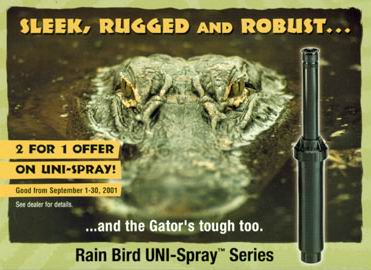 SLEEK, RUGGED AND ROBUST...
2 FOR 1 OFFER
ON UNI-SPRAY!
Good from September 1-30, 2001
See dealer for details.
...and the Gator's tough too.
Rain Bird UNI-Spray™ Series